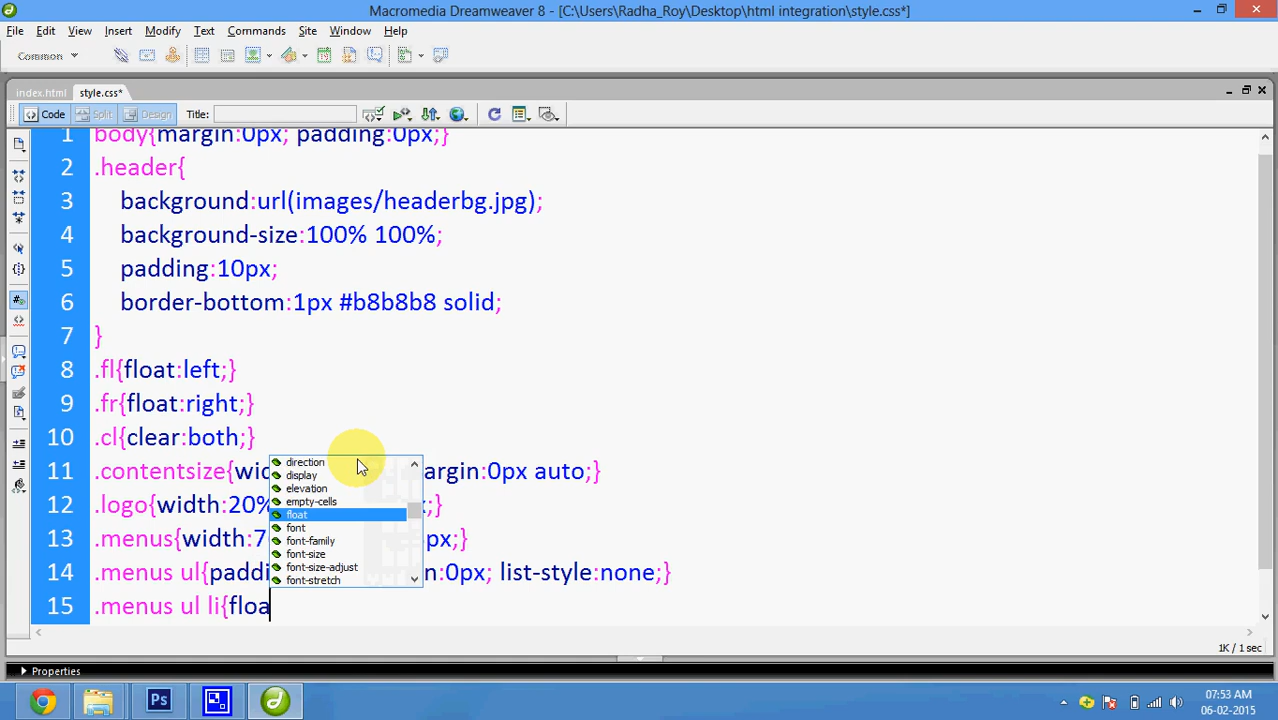 Macromedia Dreamweaver 8 - [C:\Users\Radha_Roy\Desktop\html integration\style.css*]
File Edit View Insert Modify Text Commands Site Window Help
Common
index.html style.css*
Code Split Design Title:
1 body{margin:0px; padding:0px;}
2 .header{
3 background:url(images/headerbg.jpg);
4 background-size:100% 100%;
5 padding:10px;
6 border-bottom:1px #b8b8b8 solid;
7 }
8 .fl{float:left;}
9 .fr{float:right;}
10 .cl{clear:both;}
11 .contentsize{wid argin:0px auto;}
12 .logo{width:20% ;}
13 .menus{width:7 px;}
14 .menus ul{paddi n:0px; list-style:none;}
15 .menus ul li{floa
direction
display
elevation
empty-cells
float
font
font-family
font-size
font-size-adjust
font-stretch
1K / 1 sec
Properties
Ps
07:53 AM
06-02-2015